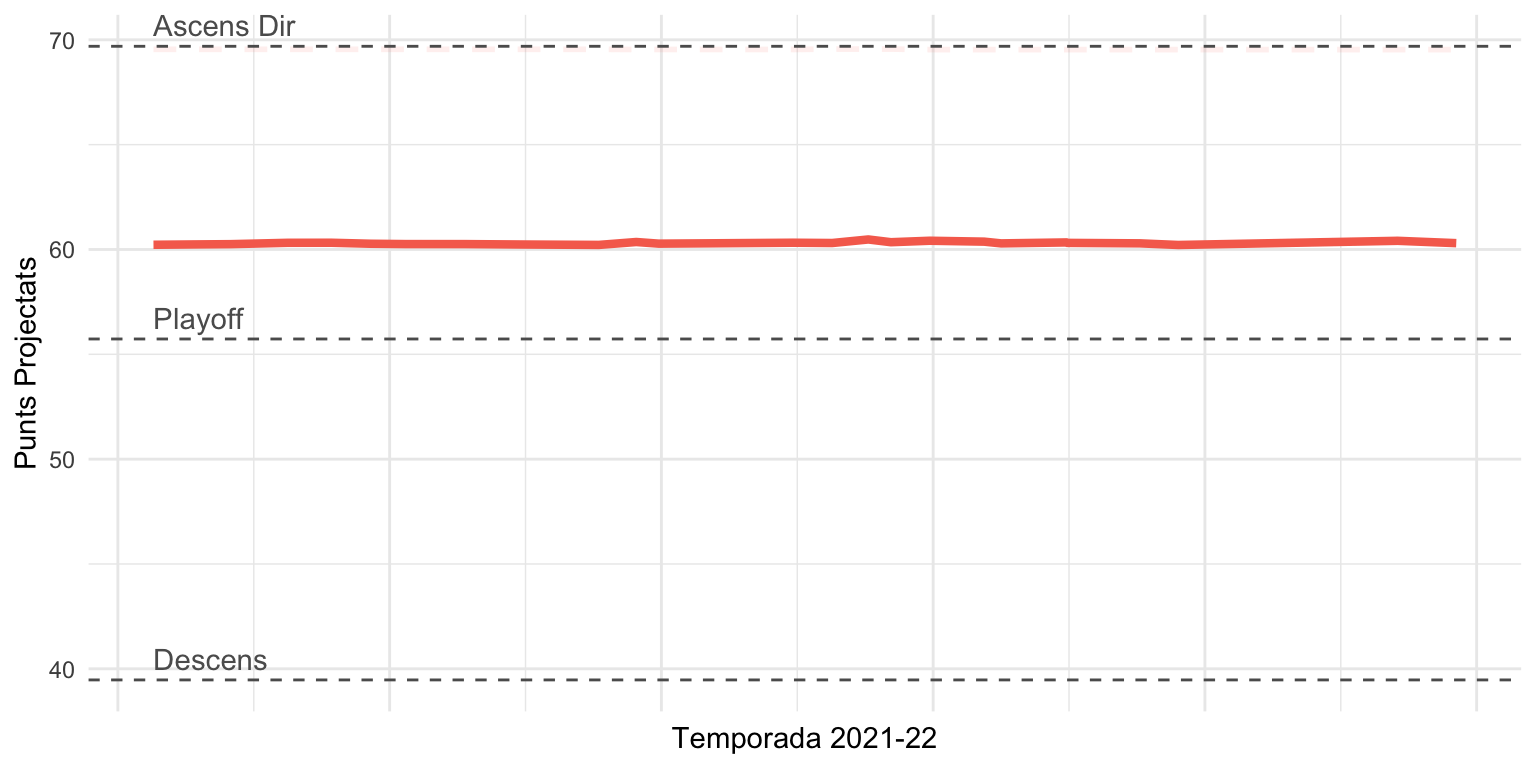 Ascens Dir
70
60
Playoff
Punts Projectats
50
Descens
40
Temporada 2021-22